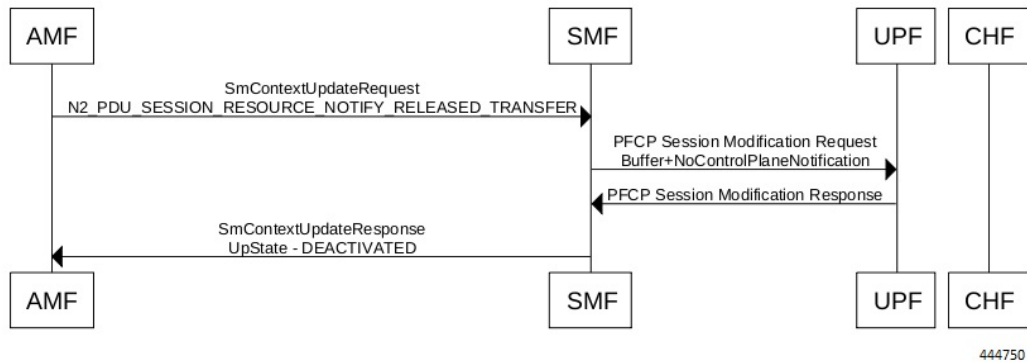 AMF
SMF
UPF
CHF
SmContextUpdateRequest
N2_PDU_SESSION_RESOURCE_NOTIFY_RELEASED_TRANSFER
PFCP Session Modification Request
Buffer+NoControlPlaneNotification
PFCP Session Modification Response
SmContextUpdateResponse
UpState - DEACTIVATED
AMF
SMF
UPF
CHF
444750